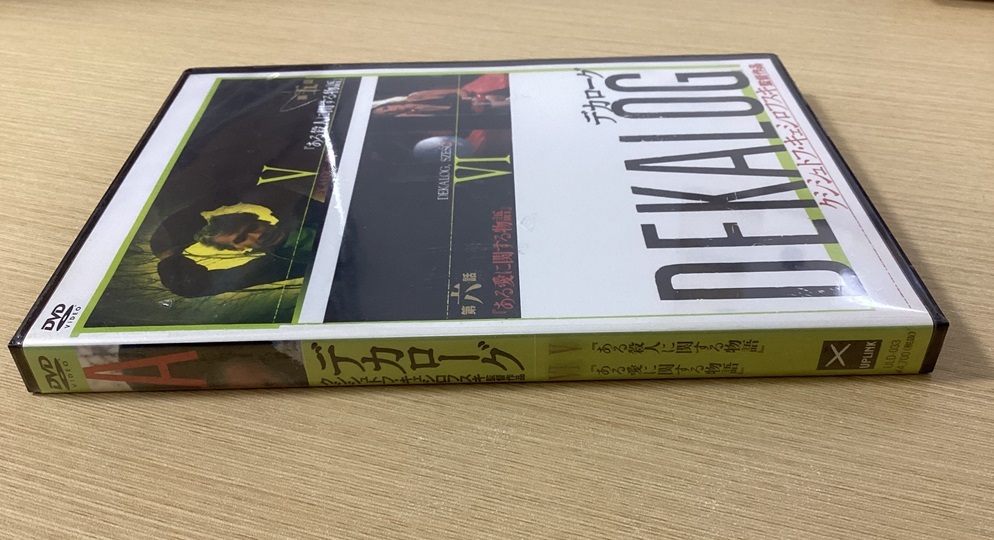 デカローグ
DEKALOG
クシシュトフ・キェシロフスキ監督作品
V
『ある殺人に関する物語』
[DEKALOG, SZEŚĆ]
VI
第六話
『ある愛に関する物語』
DVD
VIDEO
DVD
VIDEO
デカローグ
クシシュトフ・キェシロフスキ監督作品
『ある殺人に関する物語』
『ある愛に関する物語』
UPLINK
ULD-033